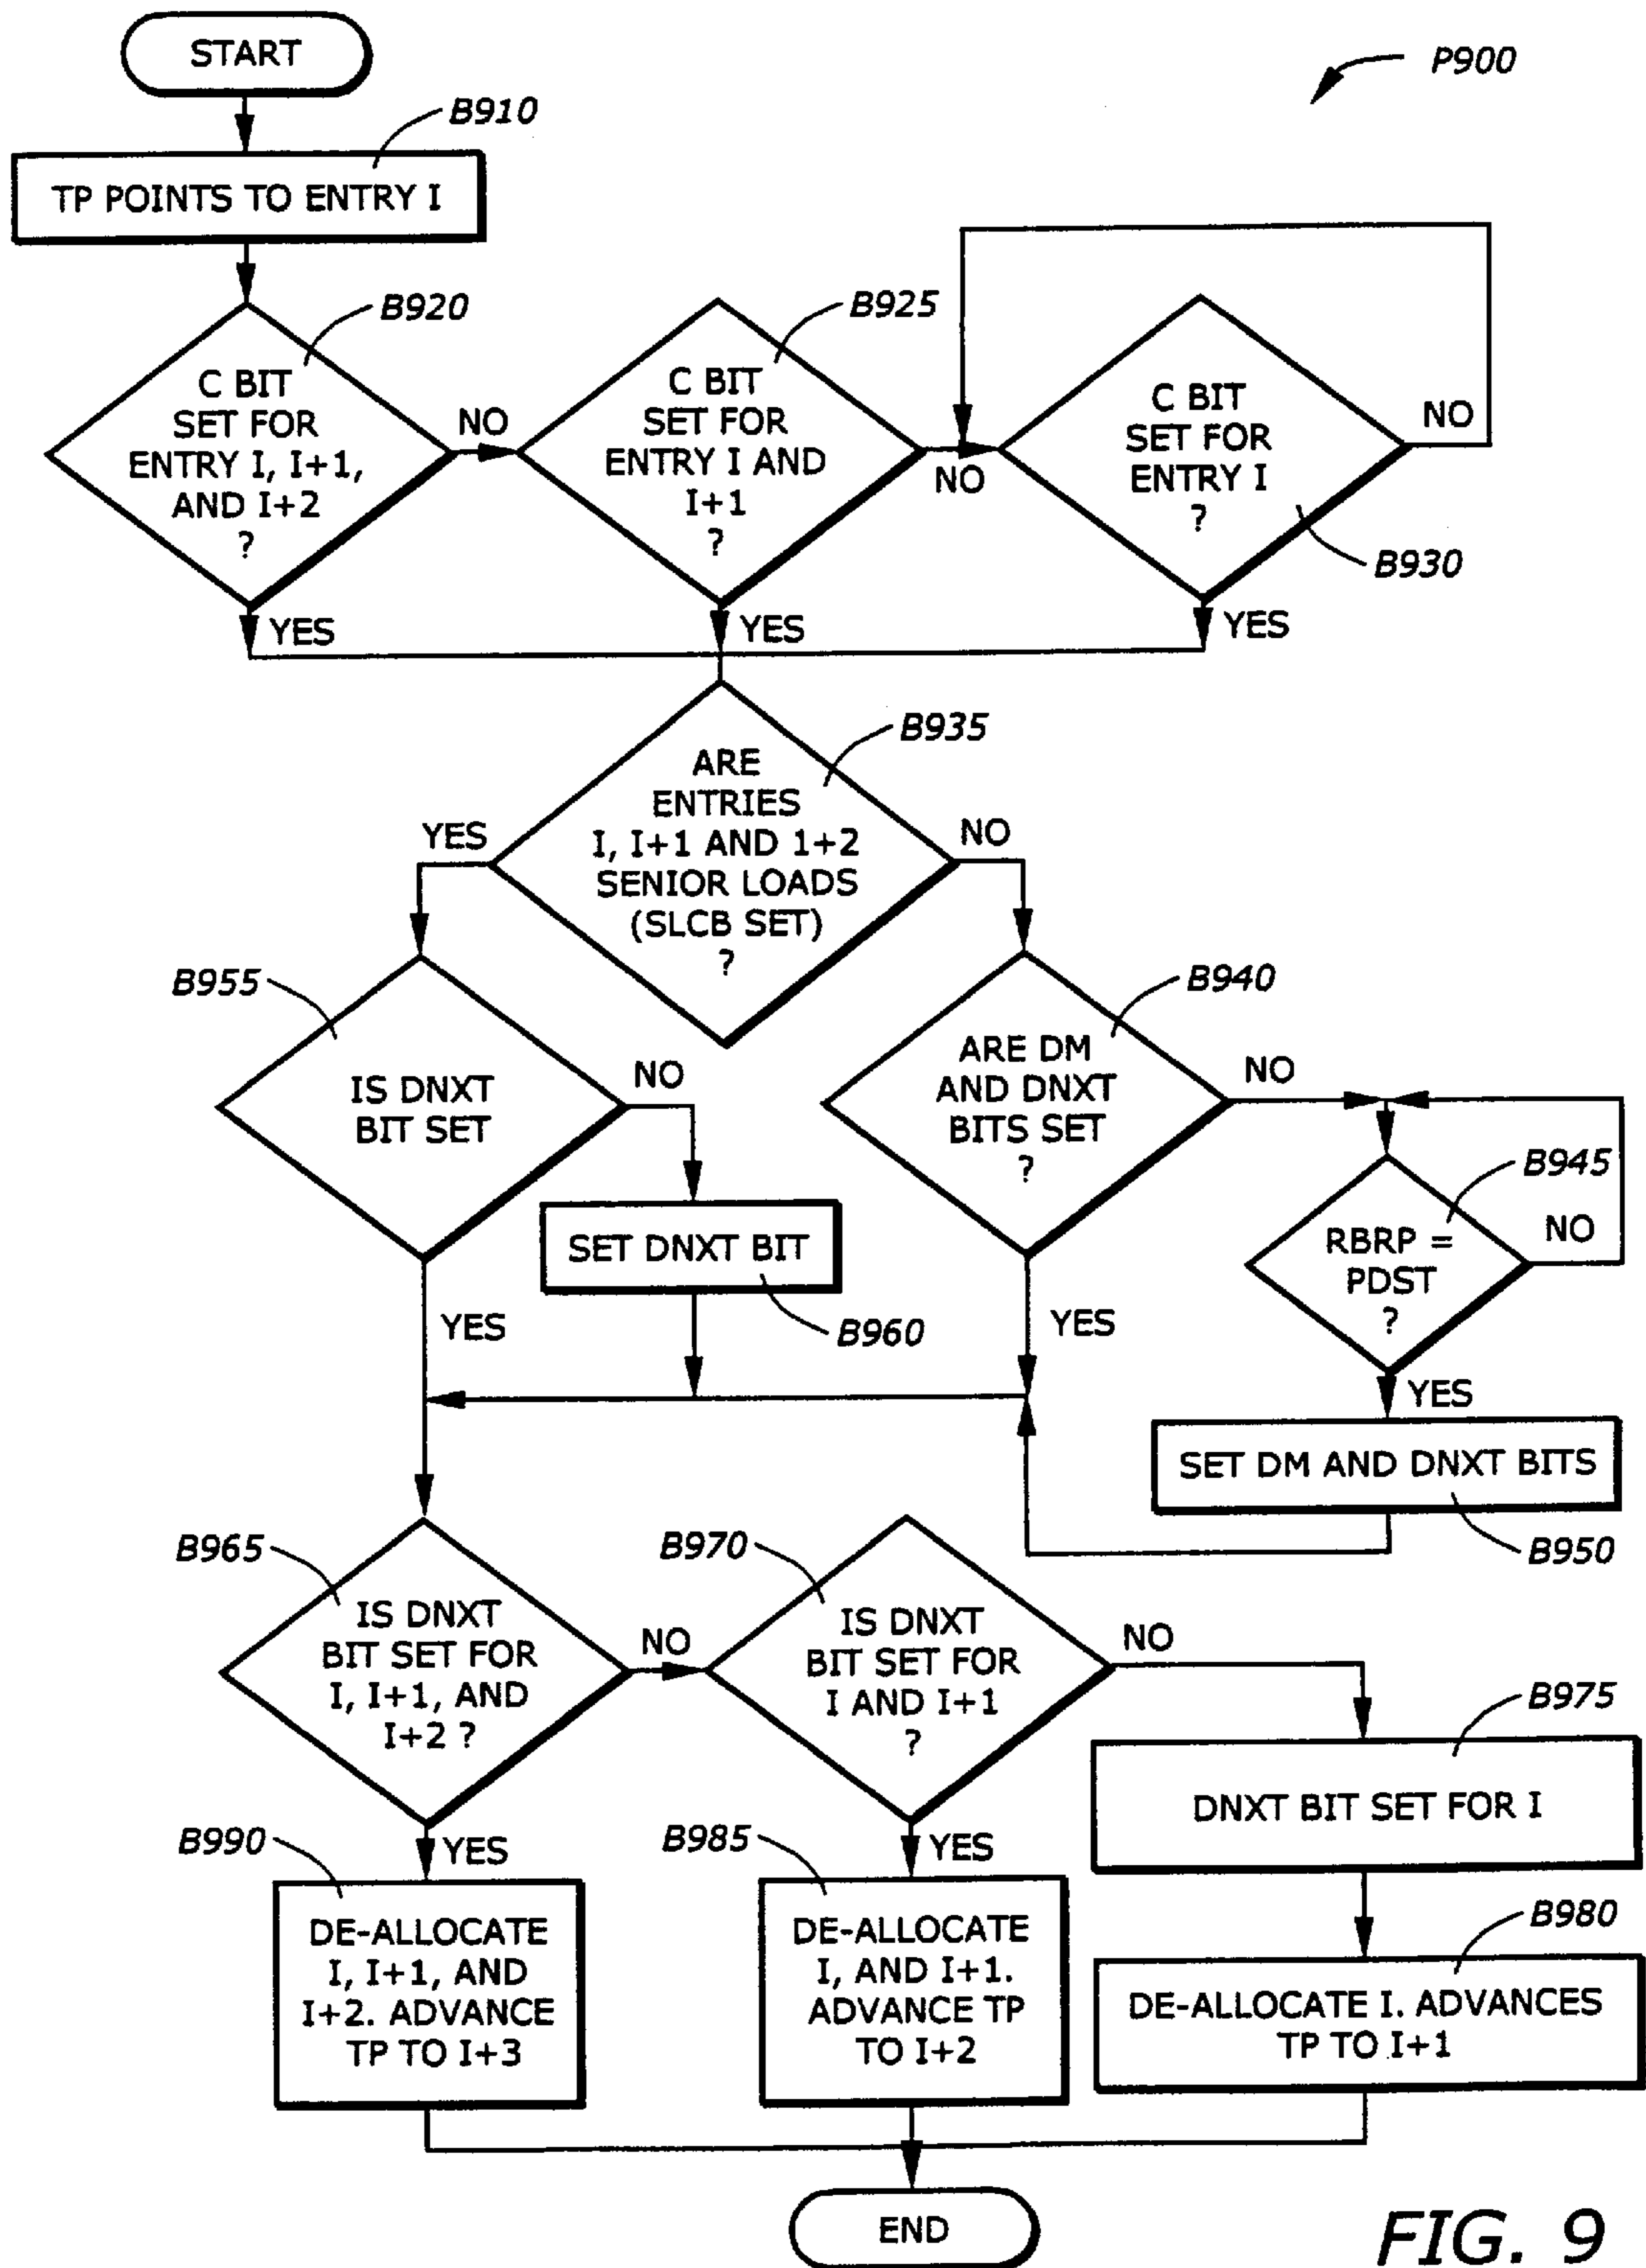 START
P900
B910
TP POINTS TO ENTRY I
B920
C BIT
SET FOR
ENTRY I, I+1,
AND I+2
?
NO
YES
B925
C BIT
SET FOR
ENTRY I AND
I+1
?
NO
YES
C BIT
SET FOR
ENTRY I
?
NO
B930
YES
B935
ARE
ENTRIES
I, I+1 AND 1+2
SENIOR LOADS
(SLCB SET)
?
YES
NO
B955
IS DNXT
BIT SET
NO
YES
SET DNXT BIT
B960
B940
ARE DM
AND DNXT
BITS SET
?
NO
YES
B945
RBRP =
PDST
?
NO
YES
SET DM AND DNXT BITS
B950
B965
IS DNXT
BIT SET FOR
I, I+1, AND
I+2 ?
NO
YES
B970
IS DNXT
BIT SET FOR
I AND I+1
?
NO
YES
B975
DNXT BIT SET FOR I
B990
DE-ALLOCATE
I, I+1, AND
I+2. ADVANCE
TP TO I+3
B985
DE-ALLOCATE
I, AND I+1.
ADVANCE TP
TO I+2
B980
DE-ALLOCATE I. ADVANCES
TP TO I+1
END
FIG. 9